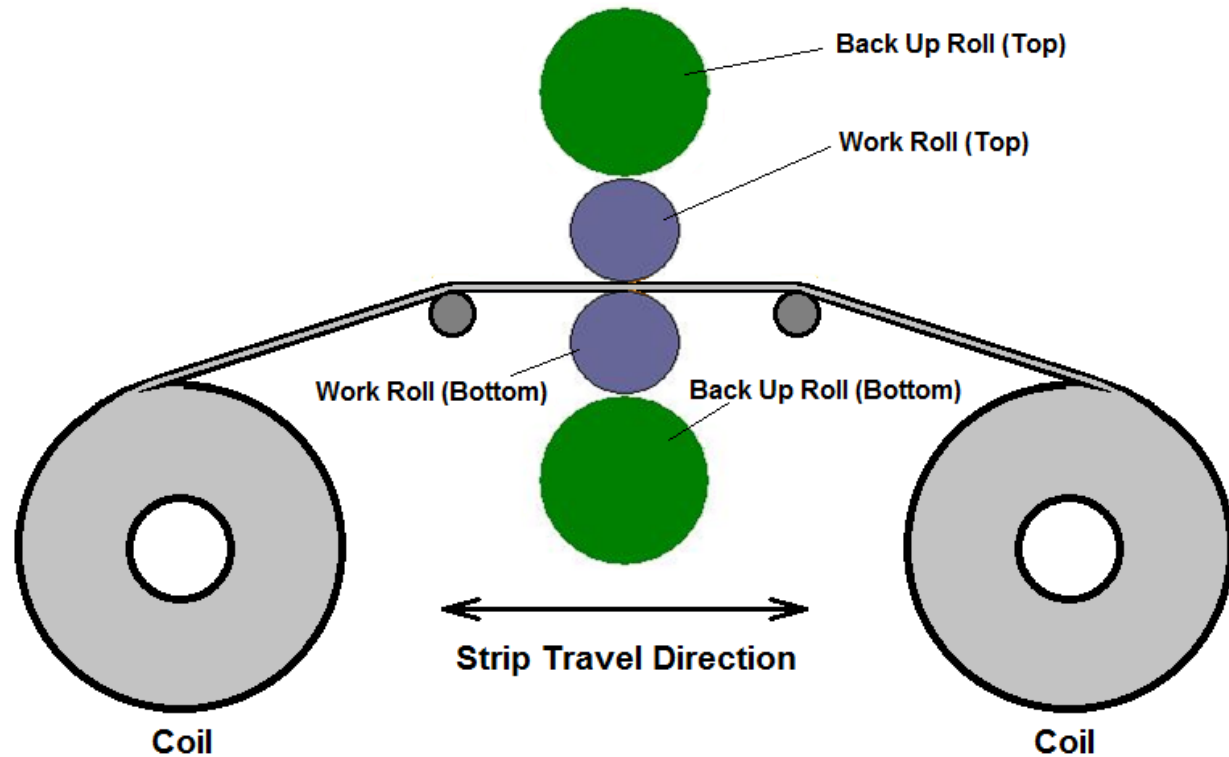 Back Up Roll (Top)
Work Roll (Top)
Work Roll (Bottom)
Back Up Roll (Bottom)
Strip Travel Direction
Coil
Coil